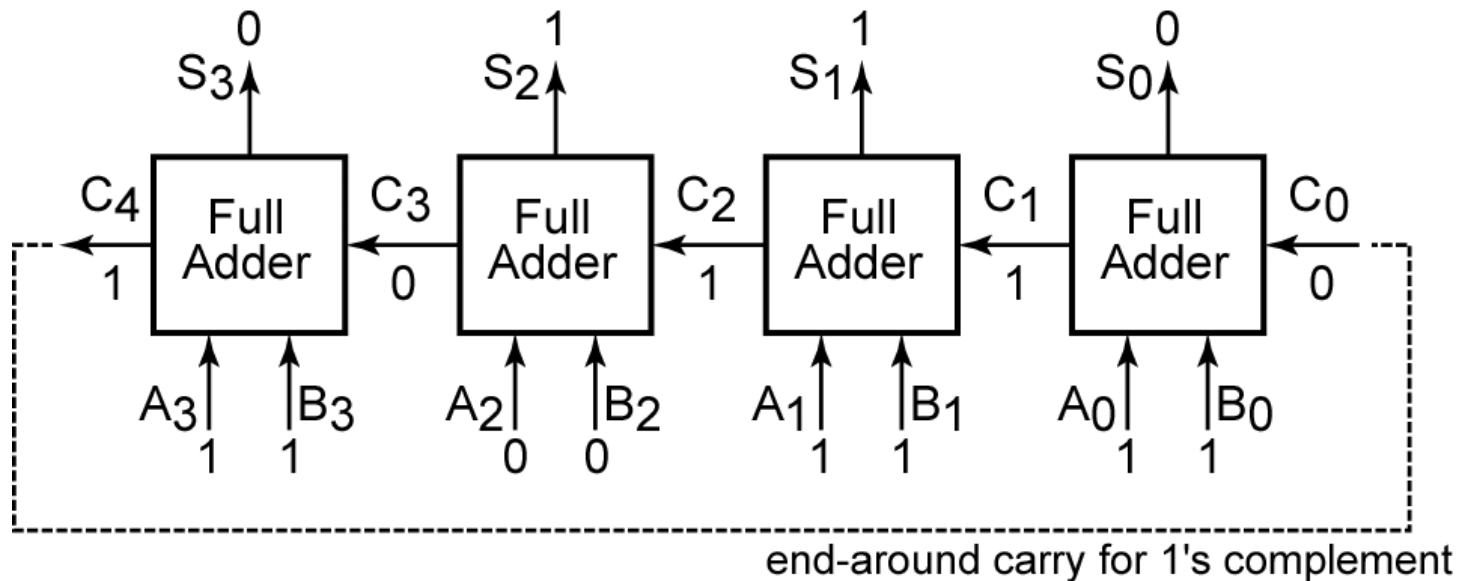 0 1 1 0
S3 S2 S1 S0
C4 Full Adder C3 Full Adder C2 Full Adder C1 Full Adder C0
1 0 1 1 0
A3 B3 A2 B2 A1 B1 A0 B0
1 1 0 0 1 1 1 1
end-around carry for 1's complement